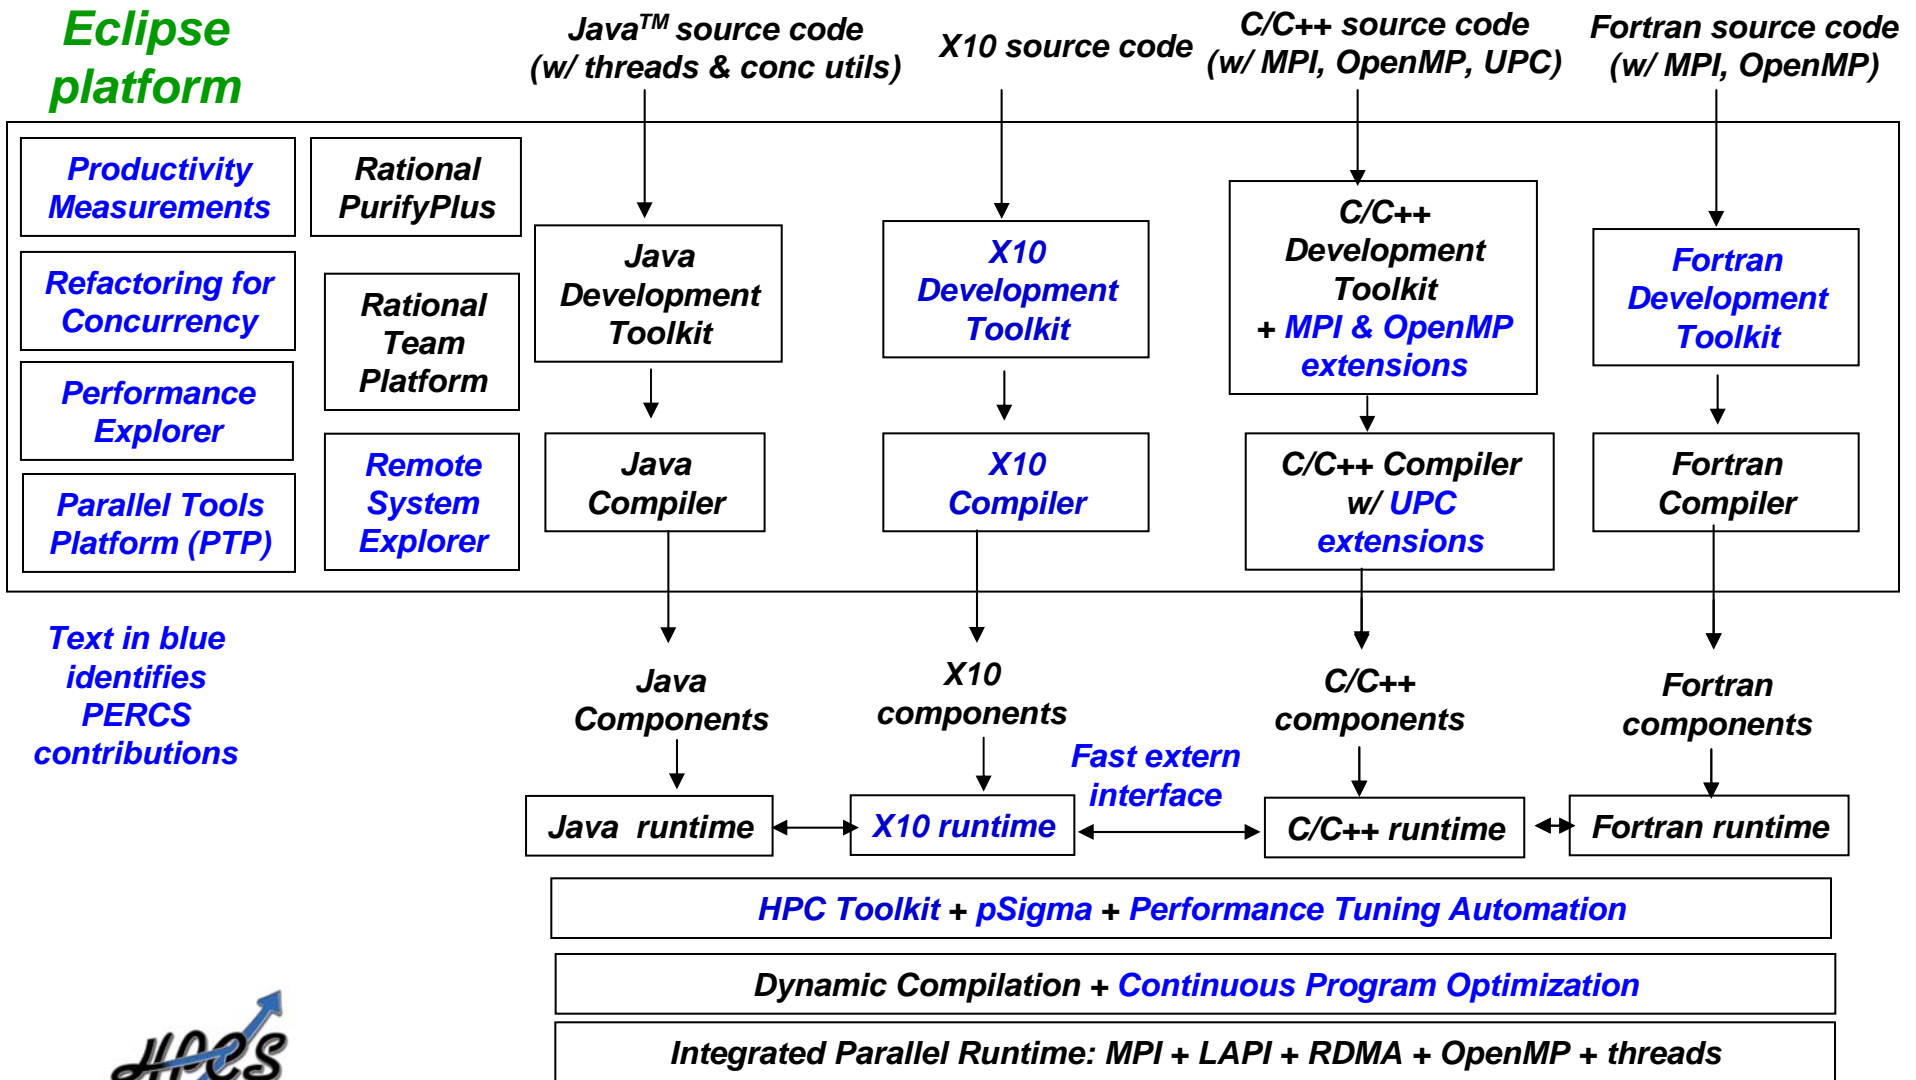 Eclipse
platform
Java™ source code
(w/ threads & conc utils)
X10 source code
C/C++ source code
(w/ MPI, OpenMP, UPC)
Fortran source code
(w/ MPI, OpenMP)
Productivity
Measurements
Rational
PurifyPlus
Refactoring for
Concurrency
Rational
Team
Platform
Performance
Explorer
Parallel Tools
Platform (PTP)
Remote
System
Explorer
Java
Development
Toolkit
X10
Development
Toolkit
C/C++
Development
Toolkit
+ MPI & OpenMP
extensions
Fortran
Development
Toolkit
Java
Compiler
X10
Compiler
C/C++ Compiler
w/ UPC
extensions
Fortran
Compiler
Text in blue
identifies
PERCS
contributions
Java
Components
X10
components
C/C++
components
Fortran
components
Fast extern
interface
Java runtime
X10 runtime
C/C++ runtime
Fortran runtime
HPC Toolkit + pSigma + Performance Tuning Automation
Dynamic Compilation + Continuous Program Optimization
Integrated Parallel Runtime: MPI + LAPI + RDMA + OpenMP + threads
HPCS